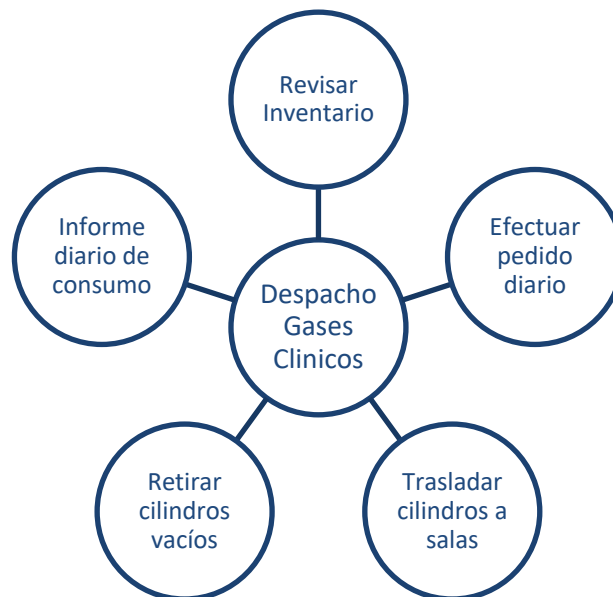 Revisar
Inventario
Efectuar
pedido
diario
Trasladar
cilindros a
salas
Retirar
cilindros
vacíos
Informe
diario de
consumo
Despacho
Gases
Clinicos